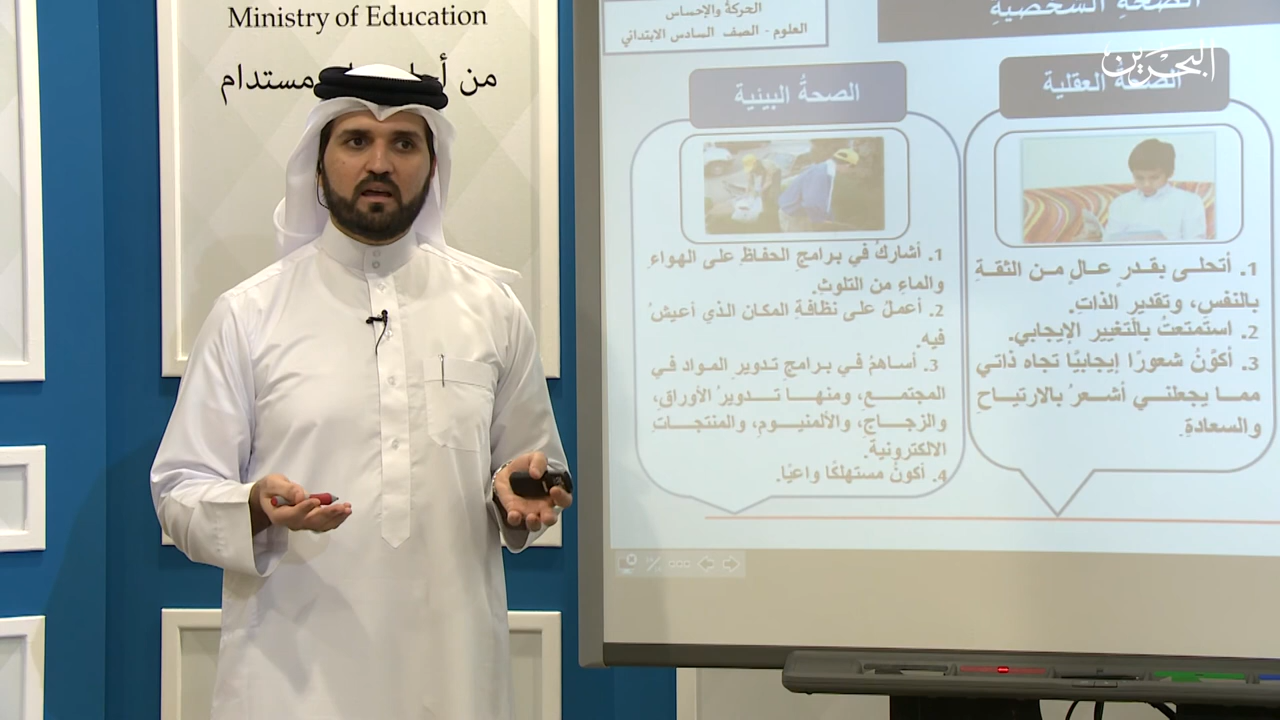 Ministry of Education
من أجل مستدام
الحركة والإحساس
العلوم - الصف السادس الابتدائي
الصحة الشخصية
البحرين
الصحة العقلية
1. أتحلى بقدرٍ عالٍ من الثقةِ
بالنفسِ، وتقديرِ الذاتِ.
2. استمتعتُ بالتغييرِ الإيجابي.
3. أكوّنُ شعورًا إيجابيًا تجاه ذاتي
مما يجعلني أشعرُ بالارتياحِ
والسعادةِ.
الصحةُ البيئية
1. أشاركُ في برامجِ الحفاظِ على الهواءِ
والماءِ من التلوثِ.
2. أعملُ على نظافةِ المكان الذي أعيشُ
فيه.
3. أساهمُ في برامجِ تدويرِ المواد في
المجتمعِ، ومنها تدويرُ الأوراقِ،
والزجاجِ، والألمنيومِ، والمنتجاتِ
الالكترونية.
4. أكونُ مستهلكًا واعيًا.